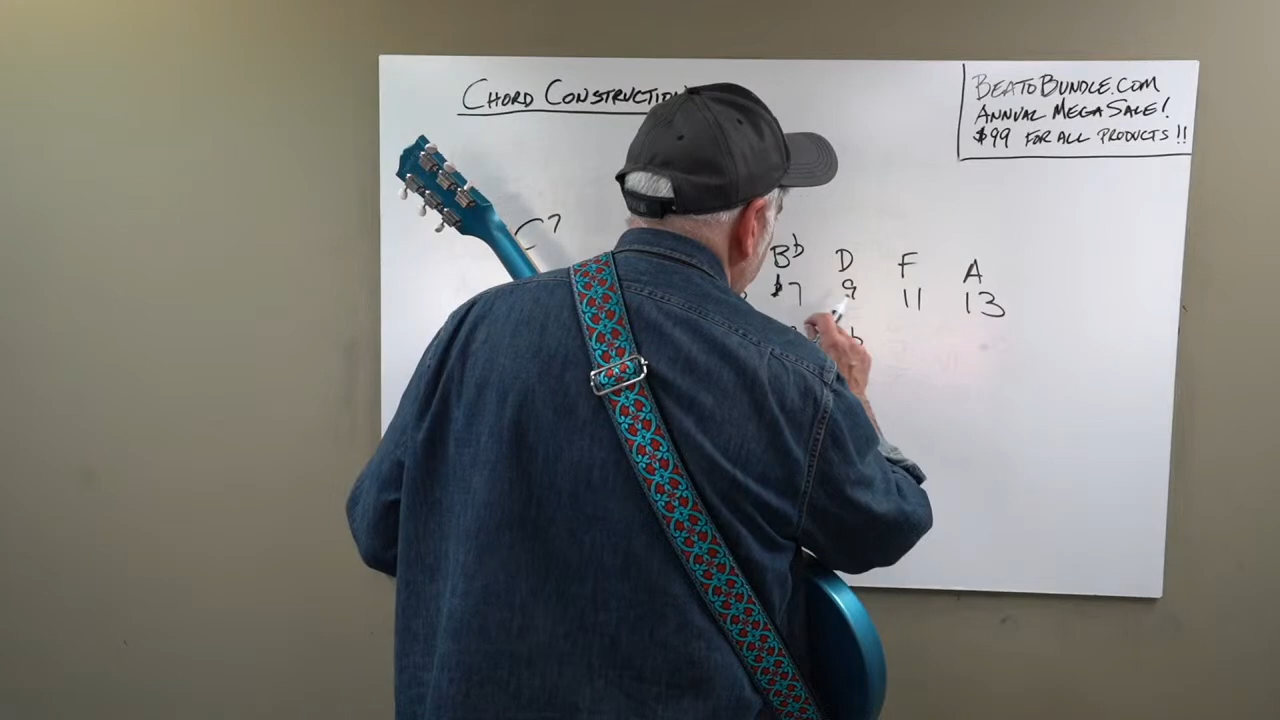 CHORD CONSTRUCTION
BEATOBUNDLE.COM
ANNUAL MEGA SALE!
$99 FOR ALL PRODUCTS!!
C7
Bb D F A
b7 9 11 13
b